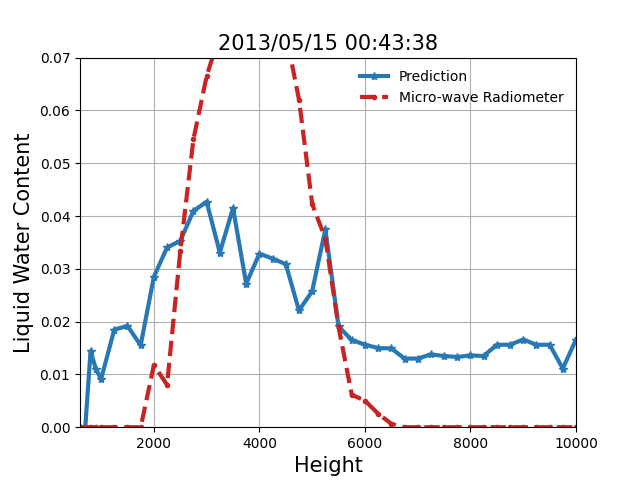 2013/05/15 00:43:38
Prediction
Micro-wave Radiometer
0.07
0.06
0.05
0.04
0.03
0.02
0.01
0.00
Liquid Water Content
2000 4000 6000 8000 10000
Height